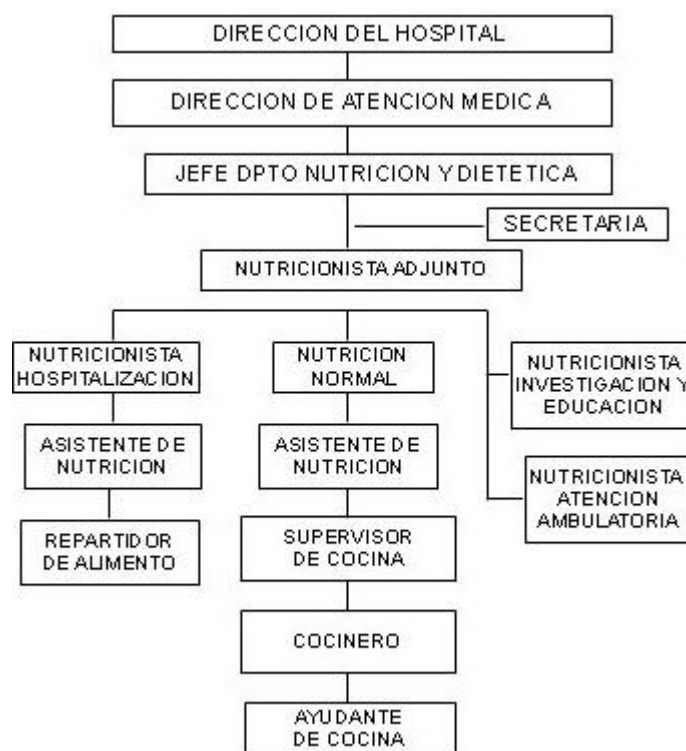 DIRECCION DEL HOSPITAL
DIRECCION DE ATENCION MEDICA
JEFE DPTO NUTRICION Y DIETETICA
SECRETARIA
NUTRICIONISTA ADJUNTO
NUTRICIONISTA
HOSPITALIZACION
NUTRICION
NORMAL
NUTRICIONISTA
INVESTIGACION Y
EDUCACION
ASISTENTE DE
NUTRICION
ASISTENTE DE
NUTRICION
NUTRICIONISTA
ATENCION
AMBULATORIA
REPARTIDOR
DE ALIMENTO
SUPERVISOR
DE COCINA
COCINERO
AYUDANTE
DE COCINA